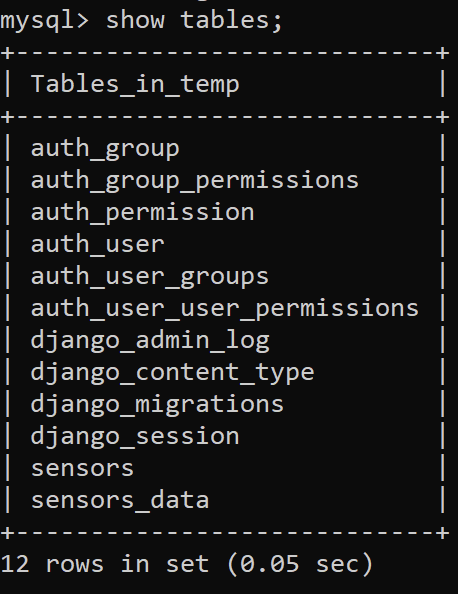 mysql> show tables;
+----------------------------+
| Tables_in_temp             |
+----------------------------+
| auth_group                 |
| auth_group_permissions     |
| auth_permission            |
| auth_user                  |
| auth_user_groups           |
| auth_user_user_permissions |
| django_admin_log           |
| django_content_type        |
| django_migrations          |
| django_session             |
| sensors                    |
| sensors_data               |
+----------------------------+
12 rows in set (0.05 sec)